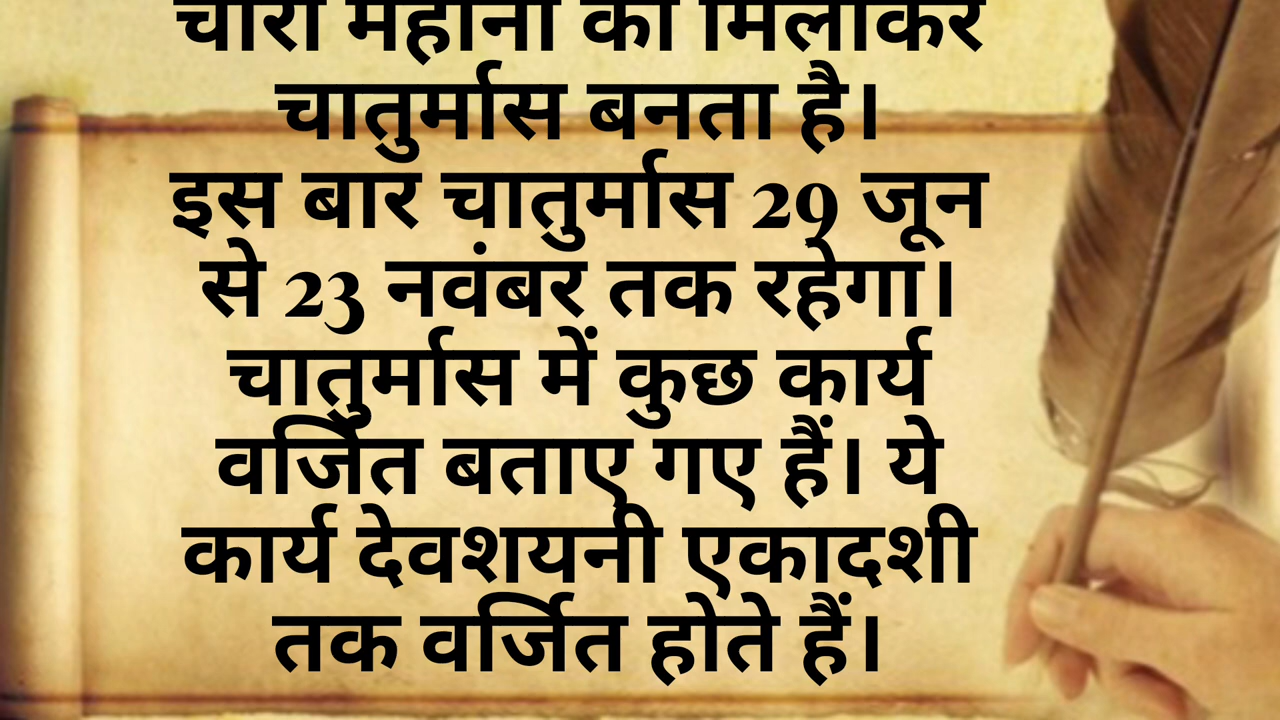 चारों महीनों को मिलाकर
चातुर्मास बनता है।
इस बार चातुर्मास 29 जून
से 23 नवंबर तक रहेगा।
चातुर्मास में कुछ कार्य
वर्जित बताए गए हैं। ये
कार्य देवशयनी एकादशी
तक वर्जित होते हैं।